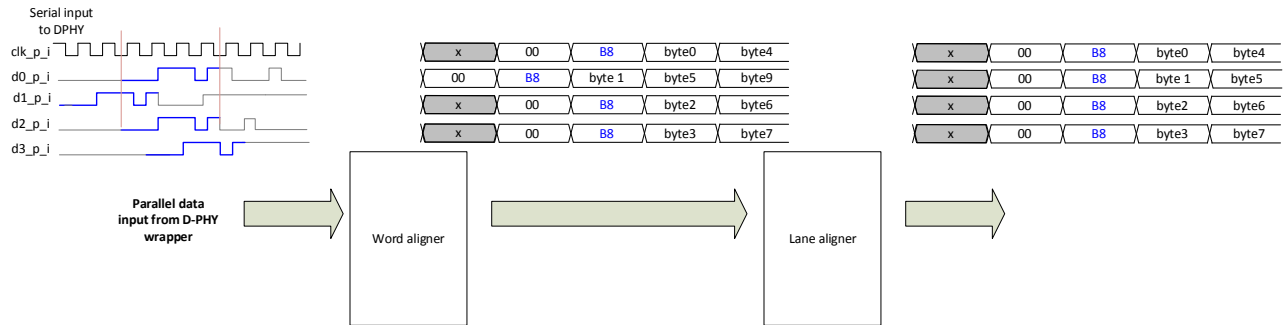 Serial input
to DPHY
clk_p_i
d0_p_i
d1_p_i
d2_p_i
d3_p_i
x 00 B8 byte0 byte4
00 B8 byte 1 byte5 byte9
x 00 B8 byte2 byte6
x 00 B8 byte3 byte7
x 00 B8 byte0 byte4
x 00 B8 byte 1 byte5
x 00 B8 byte2 byte6
x 00 B8 byte3 byte7
Parallel data
input from D-PHY
wrapper
Word aligner
Lane aligner